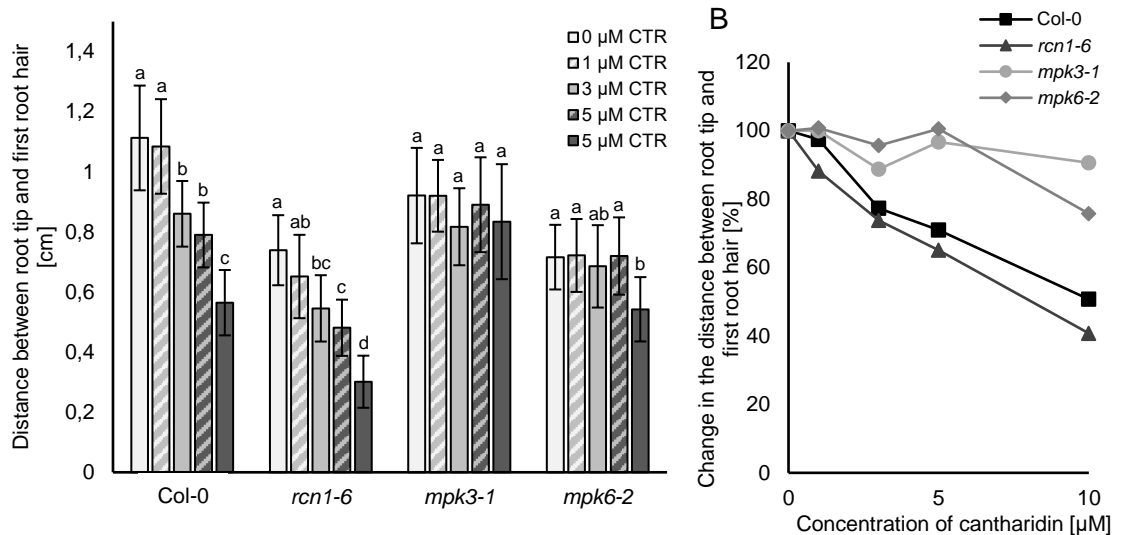 Distance between root tip and first root hair
[cm]
1,4
1,2
1
0,8
0,6
0,4
0,2
0
0 µM CTR
1 µM CTR
3 µM CTR
5 µM CTR
5 µM CTR
a
a
b
b
c
a
ab
bc
c
d
a
a
a
a
a
a
a
ab
a
b
Col-0
rcn1-6
mpk3-1
mpk6-2
B
Col-0
rcn1-6
mpk3-1
mpk6-2
Change in the distance between root tip and
first root hair [%]
120
100
80
60
40
20
0
0
5
10
Concentration of cantharidin [µM]